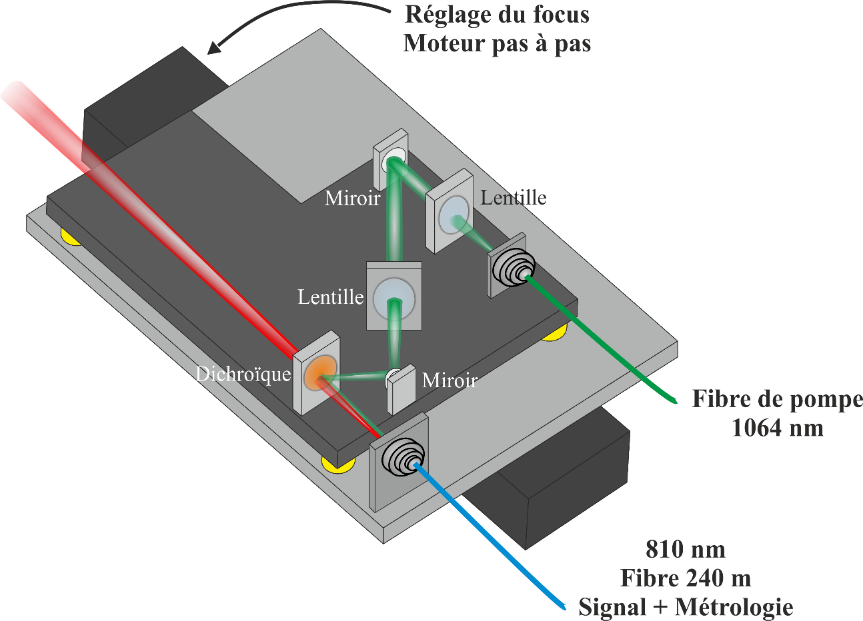 Réglage du focus
Moteur pas à pas
Miroir
Lentille
Lentille
Dichroïque
Miroir
Fibre de pompe
1064 nm
810 nm
Fibre 240 m
Signal + Métrologie